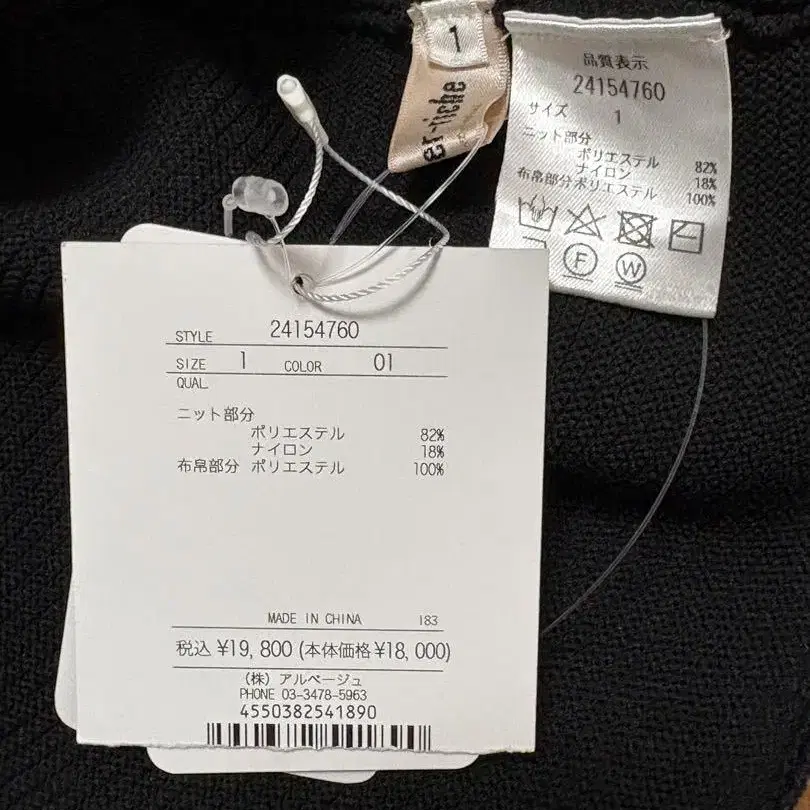 1
er-riche
品質表示
24154760
サイズ 1
ニット部分
ポリエステル 82%
ナイロン 18%
布帛部分ポリエステル 100%
F
W
STYLE 24154760
SIZE 1 COLOR 01
QUAL
ニット部分
ポリエステル 82%
ナイロン 18%
布帛部分 ポリエステル 100%
MADE IN CHINA 183
税込 ¥19,800 (本体価格¥18,000)
(株) アルページュ
PHONE 03-3478-5963
4550382541890